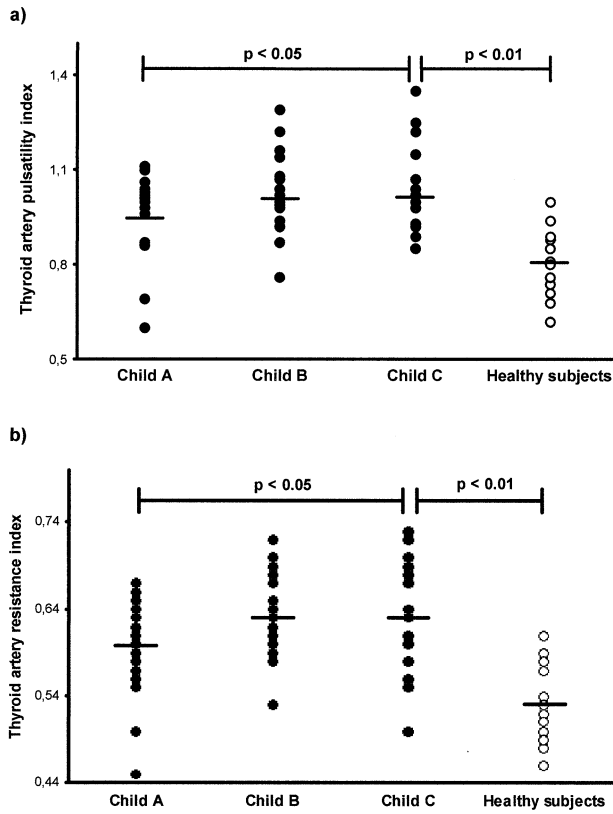 a)
p < 0.05
p < 0.01
Thyroid artery pulsatility index
1,4
1,1
0,8
0,5
Child A
Child B
Child C
Healthy subjects
b)
p < 0.05
p < 0.01
Thyroid artery resistance index
0,74
0,64
0,54
0,44
Child A
Child B
Child C
Healthy subjects